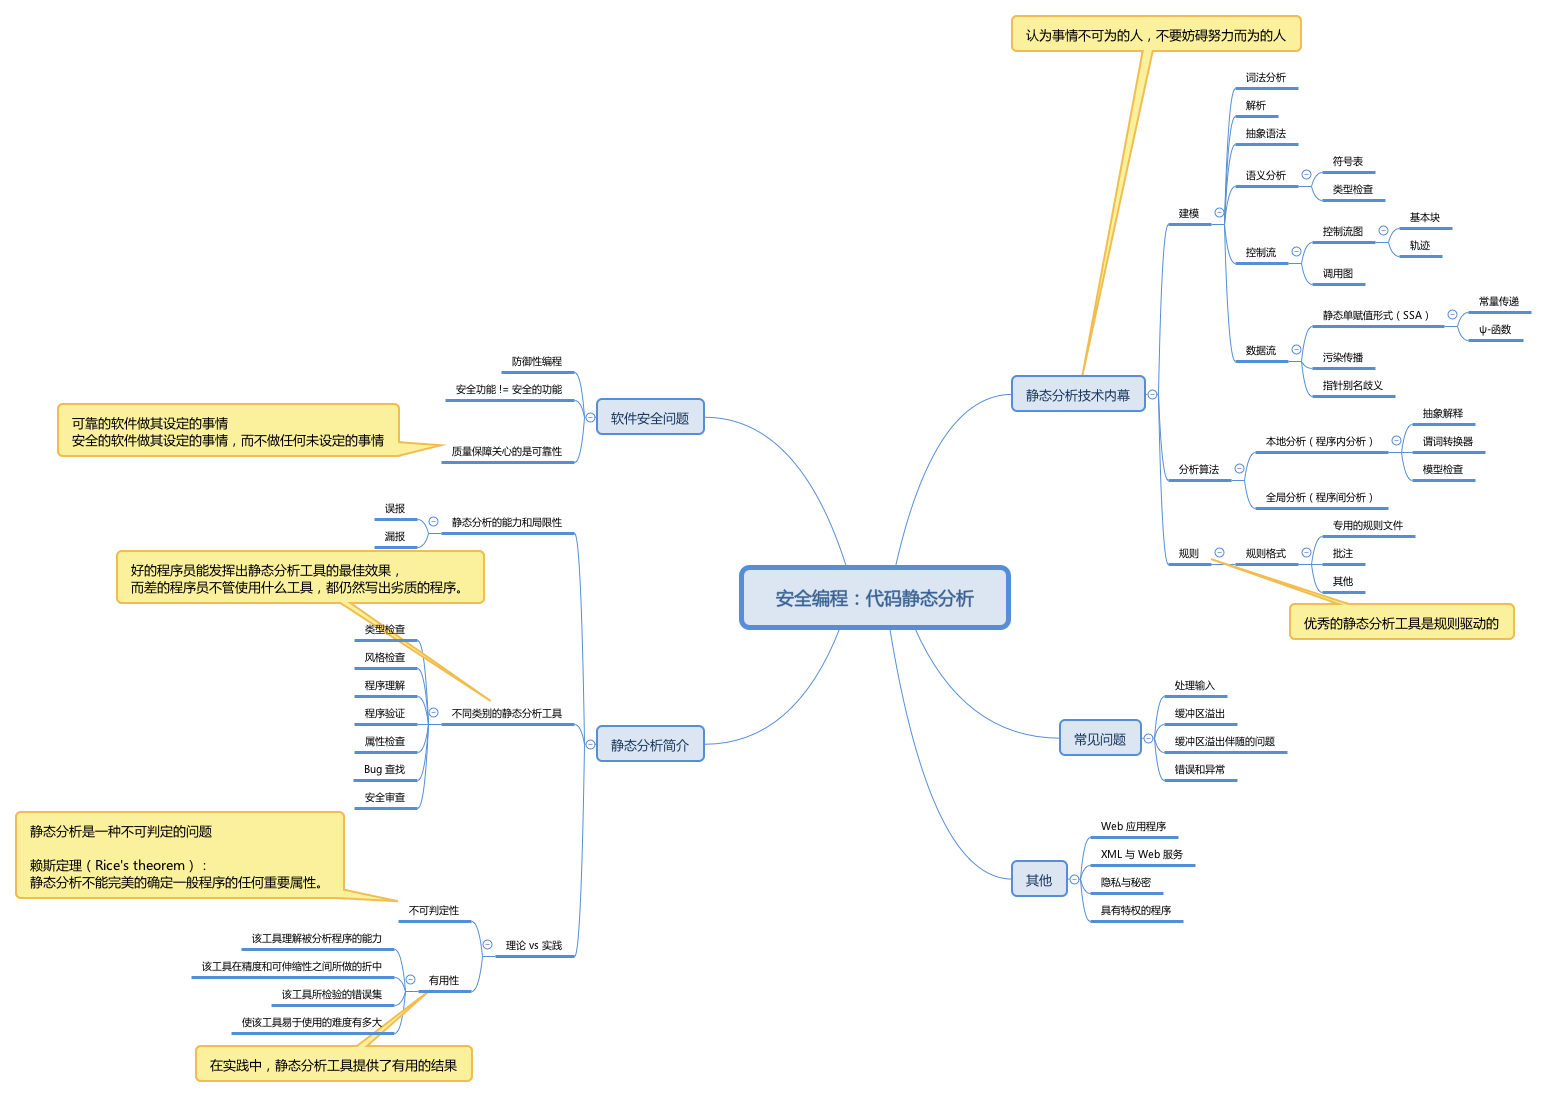 安全编程：代码静态分析
软件安全问题
防御性编程
安全功能 != 安全的功能
质量保障关心的是可靠性
可靠的软件做其设定的事情
安全的软件做其设定的事情，而不做任何未设定的事情
静态分析简介
静态分析的能力和局限性
误报
漏报
好的程序员能发挥出静态分析工具的最佳效果，
而差的程序员不管使用什么工具，都仍然写出劣质的程序。
不同类别的静态分析工具
类型检查
风格检查
程序理解
程序验证
属性检查
Bug 查找
安全审查
理论 vs 实践
静态分析是一种不可判定的问题
赖斯定理（Rice's theorem）：
静态分析不能完美的确定一般程序的任何重要属性。
不可判定性
有用性
该工具理解被分析程序的能力
该工具在精度和可伸缩性之间所做的折中
该工具所检验的错误集
使该工具易于使用的难度有多大
在实践中，静态分析工具提供了有用的结果
认为事情不可为的人，不要妨碍努力而为的人
静态分析技术内幕
建模
词法分析
解析
抽象语法
语义分析
符号表
类型检查
控制流
控制流图
基本块
轨迹
调用图
数据流
静态单赋值形式（SSA）
常量传递
ψ-函数
污染传播
指针别名歧义
分析算法
本地分析（程序内分析）
抽象解释
谓词转换器
模型检查
全局分析（程序间分析）
规则
规则格式
专用的规则文件
批注
其他
优秀的静态分析工具是规则驱动的
常见问题
处理输入
缓冲区溢出
缓冲区溢出伴随的问题
错误和异常
其他
Web 应用程序
XML 与 Web 服务
隐私与秘密
具有特权的程序